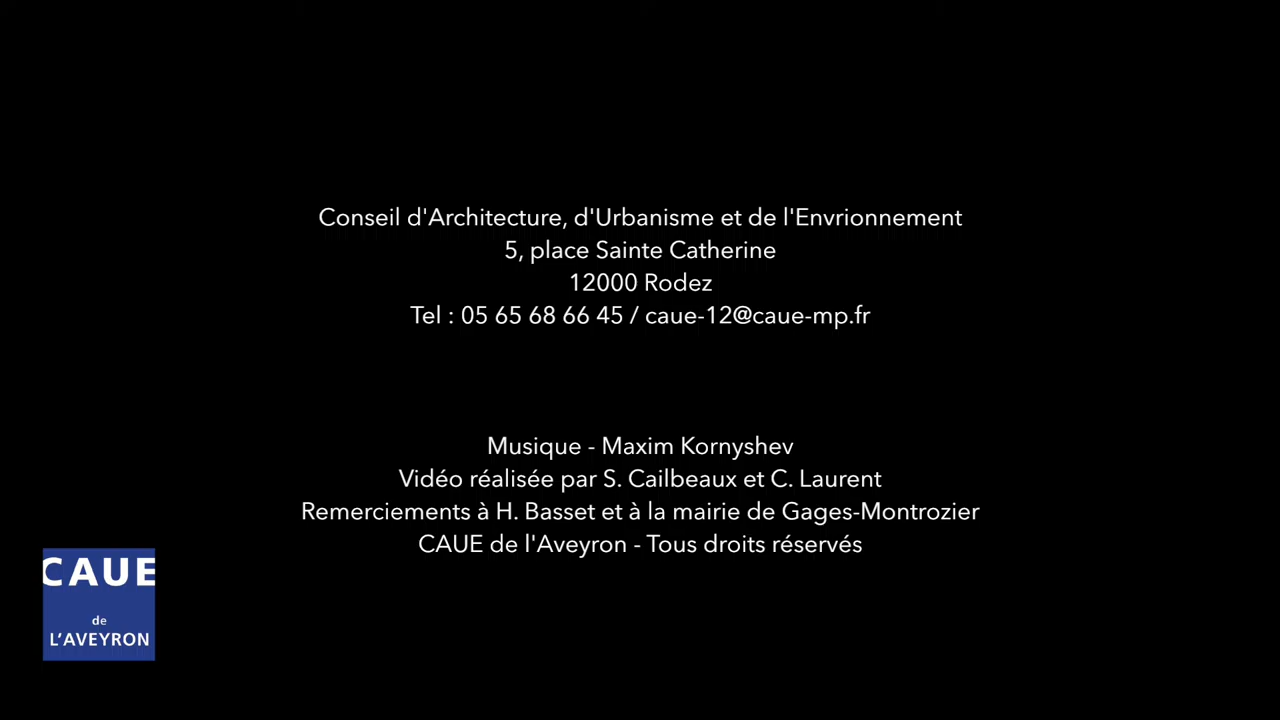 Conseil d'Architecture, d'Urbanisme et de l'Envrionnement
5, place Sainte Catherine
12000 Rodez
Tel : 05 65 68 66 45 / caue-12@caue-mp.fr
Musique - Maxim Kornyshev
Vidéo réalisée par S. Cailbeaux et C. Laurent
Remerciements à H. Basset et à la mairie de Gages-Montrozier
CAUE de l'Aveyron - Tous droits réservés
CAUE
de
L'AVEYRON